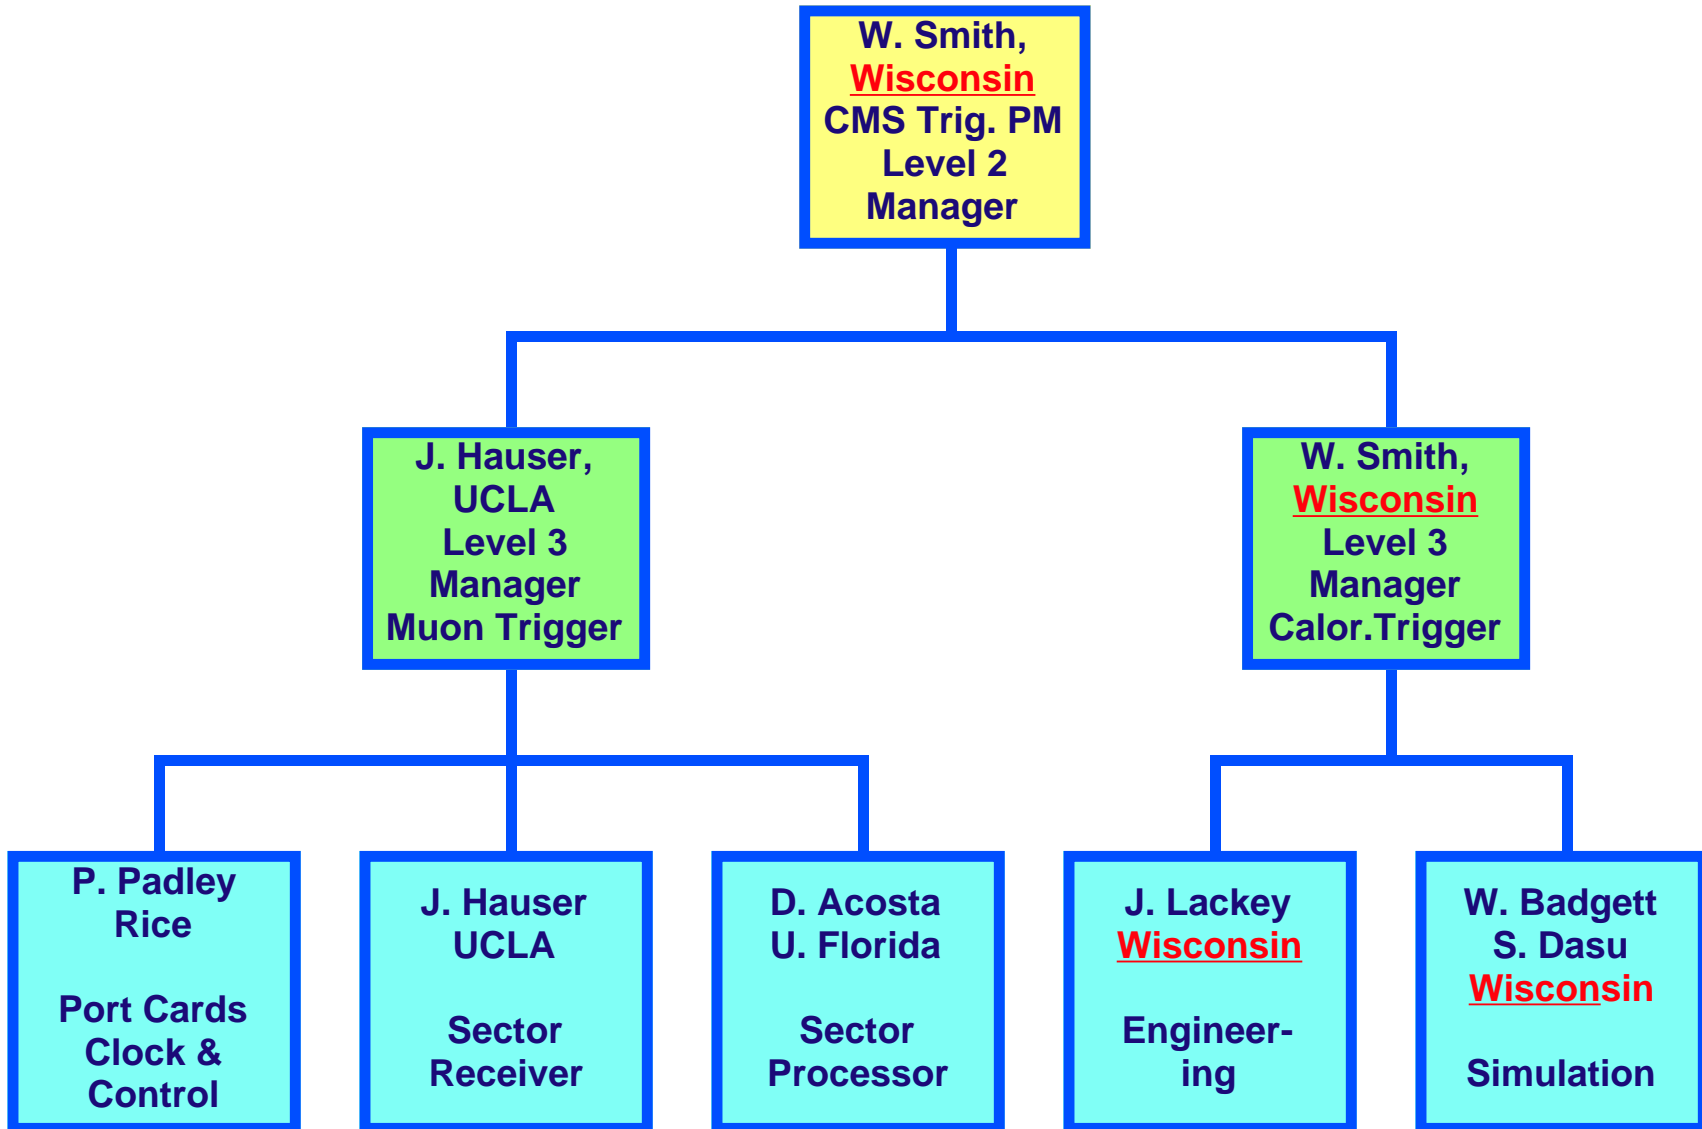 W. Smith,
Wisconsin
CMS Trig. PM
Level 2
Manager
J. Hauser,
UCLA
Level 3
Manager
Muon Trigger
W. Smith,
Wisconsin
Level 3
Manager
Calor.Trigger
P. Padley
Rice
Port Cards
Clock &
Control
J. Hauser
UCLA
Sector
Receiver
D. Acosta
U. Florida
Sector
Processor
J. Lackey
Wisconsin
Engineer-
ing
W. Badgett
S. Dasu
Wisconsin
Simulation